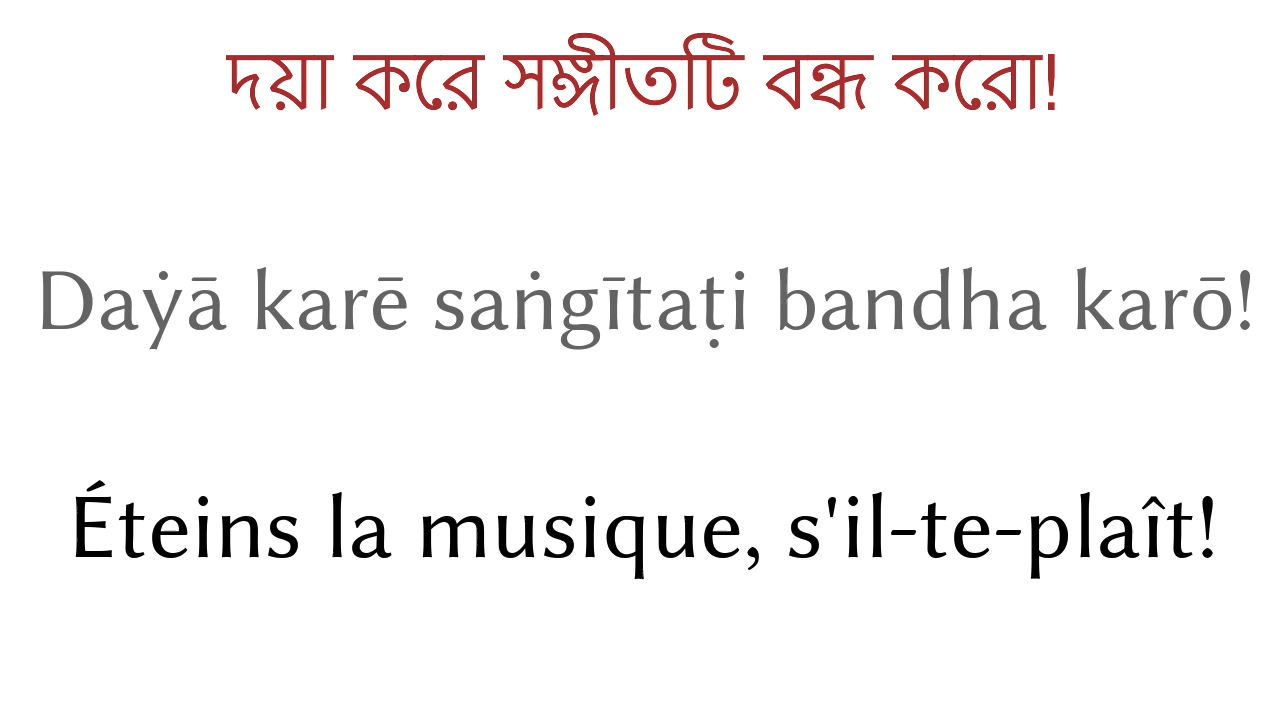 দয়া করে সঙ্গীতটি বন্ধ করো!
Daẏā karē saṅgītaṭi bandha karō!
Éteins la musique, s'il-te-plaît!